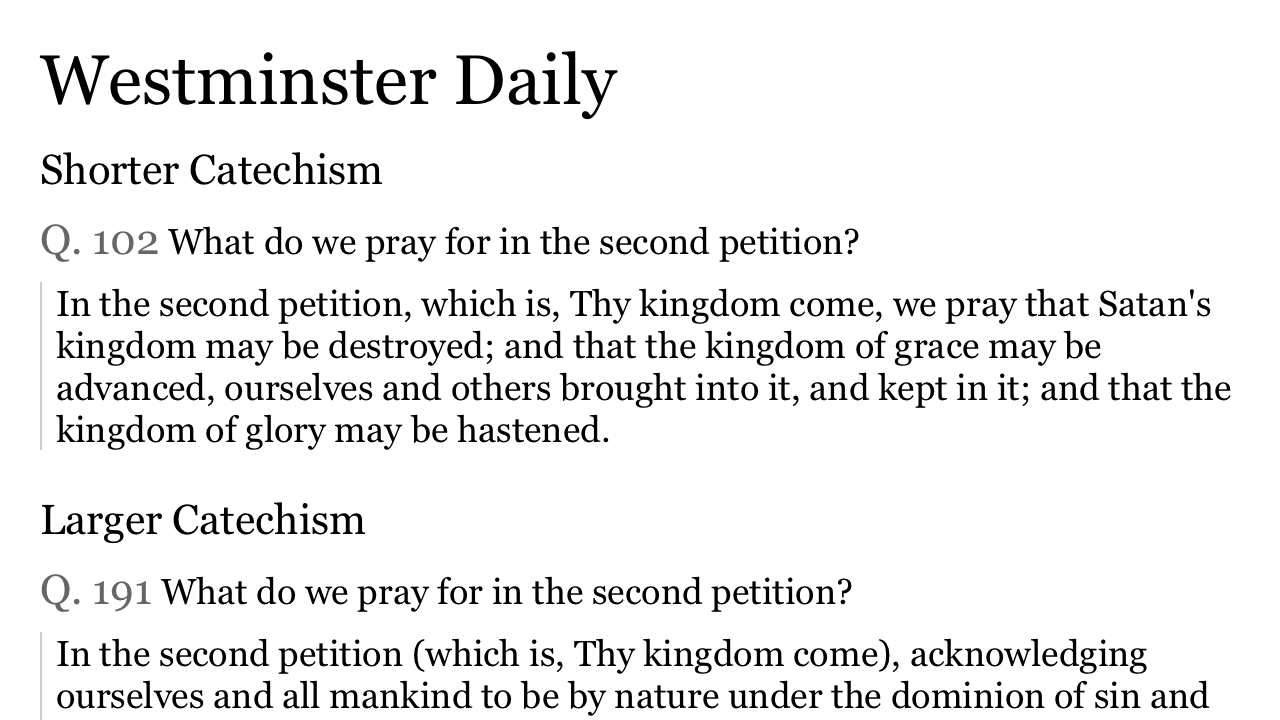 Westminster Daily
Shorter Catechism
Q. 102 What do we pray for in the second petition?
In the second petition, which is, Thy kingdom come, we pray that Satan's
kingdom may be destroyed; and that the kingdom of grace may be
advanced, ourselves and others brought into it, and kept in it; and that the
kingdom of glory may be hastened.
Larger Catechism
Q. 191 What do we pray for in the second petition?
In the second petition (which is, Thy kingdom come), acknowledging
ourselves and all mankind to be by nature under the dominion of sin and